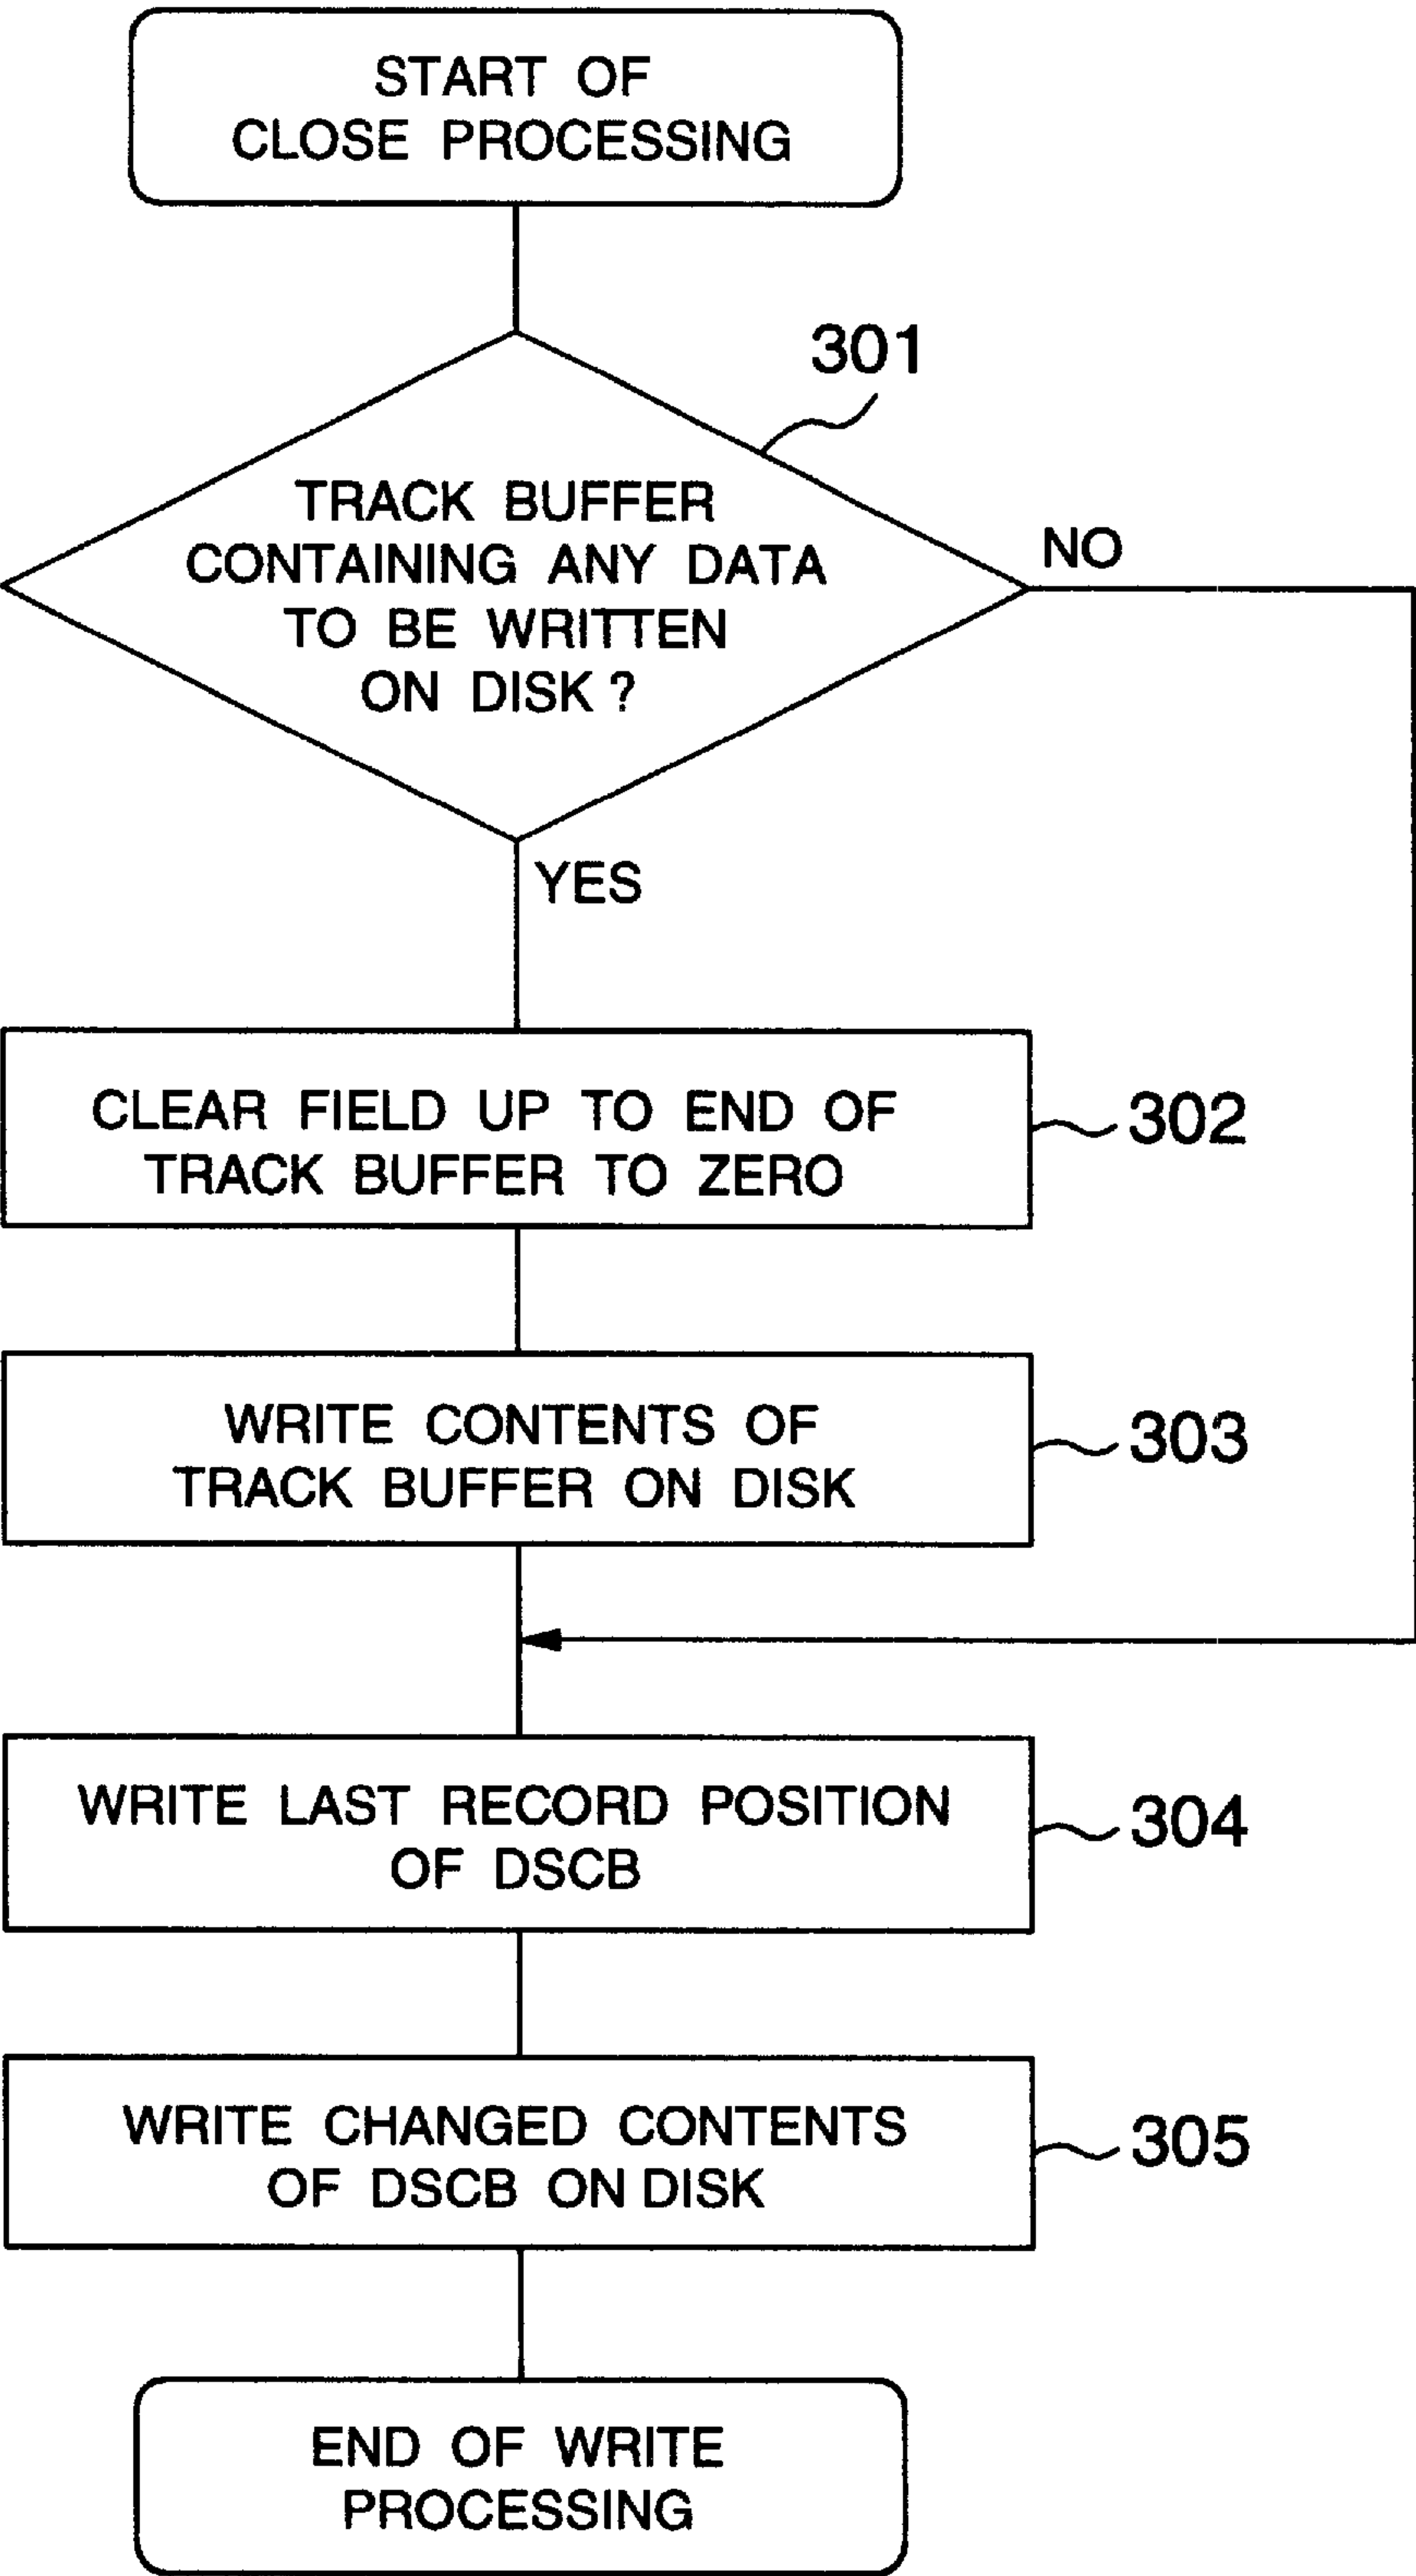 START OF
CLOSE PROCESSING
301
TRACK BUFFER
CONTAINING ANY DATA
TO BE WRITTEN
ON DISK ?
NO
YES
CLEAR FIELD UP TO END OF
TRACK BUFFER TO ZERO
302
WRITE CONTENTS OF
TRACK BUFFER ON DISK
303
WRITE LAST RECORD POSITION
OF DSCB
304
WRITE CHANGED CONTENTS
OF DSCB ON DISK
305
END OF WRITE
PROCESSING